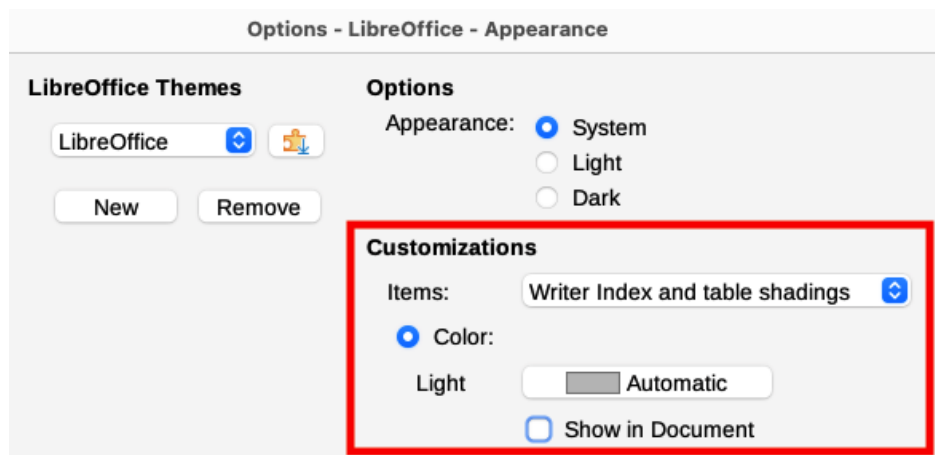 Options - LibreOffice - Appearance
LibreOffice Themes
LibreOffice
New
Remove
Options
Appearance:
System
Light
Dark
Customizations
Items:
Writer Index and table shadings
Color:
Light
Automatic
Show in Document